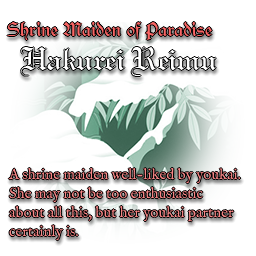 Shrine Maiden of Paradise
Hakurei Reimu
A shrine maiden well-liked by youkai.
She may not be too enthusiastic
about all this, but her youkai partner
certainly is.